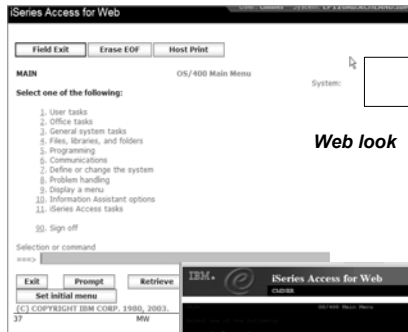 iSeries Access for Web
Field Exit Erase EOF Host Print
MAIN OS/400 Main Menu
System:
Select one of the following:
1. User tasks
2. Office tasks
3. General system tasks
4. Files, libraries, and folders
5. Programming
6. Communications
7. Define or change the system
8. Problem handling
9. Display a menu
10. Information Assistant options
11. iSeries Access tasks
90. Sign off
Web look
Selection or command
===>
Exit Prompt Retrieve
Set initial menu
(C) COPYRIGHT IBM CORP. 1980, 2003.
37 MW
IBM. iSeries Access for Web
OS/400 Main Menu